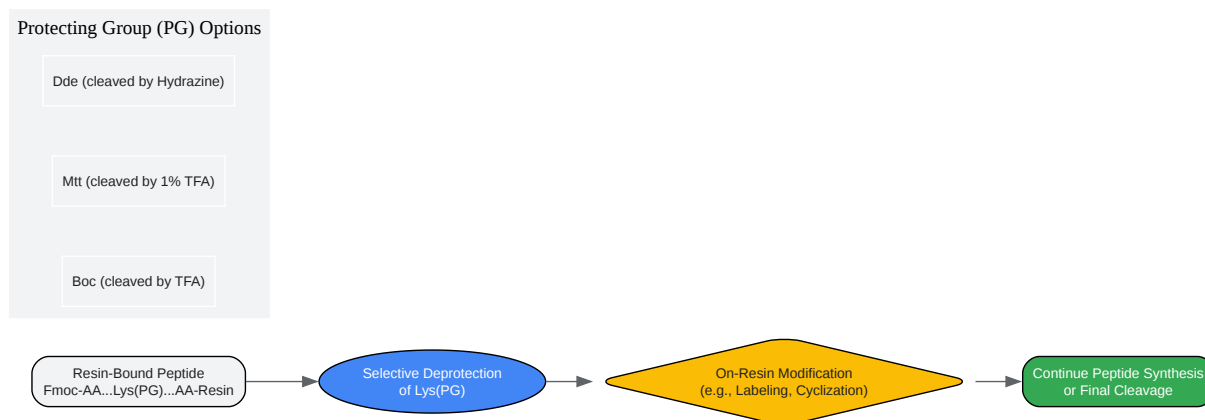 Protecting Group (PG) Options
Dde (cleaved by Hydrazine)
Mtt (cleaved by 1% TFA)
Boc (cleaved by TFA)
Resin-Bound Peptide
Fmoc-AA...Lys(PG)...AA-Resin
Selective Deprotection
of Lys(PG)
On-Resin Modification
(e.g., Labeling, Cyclization)
Continue Peptide Synthesis
or Final Cleavage